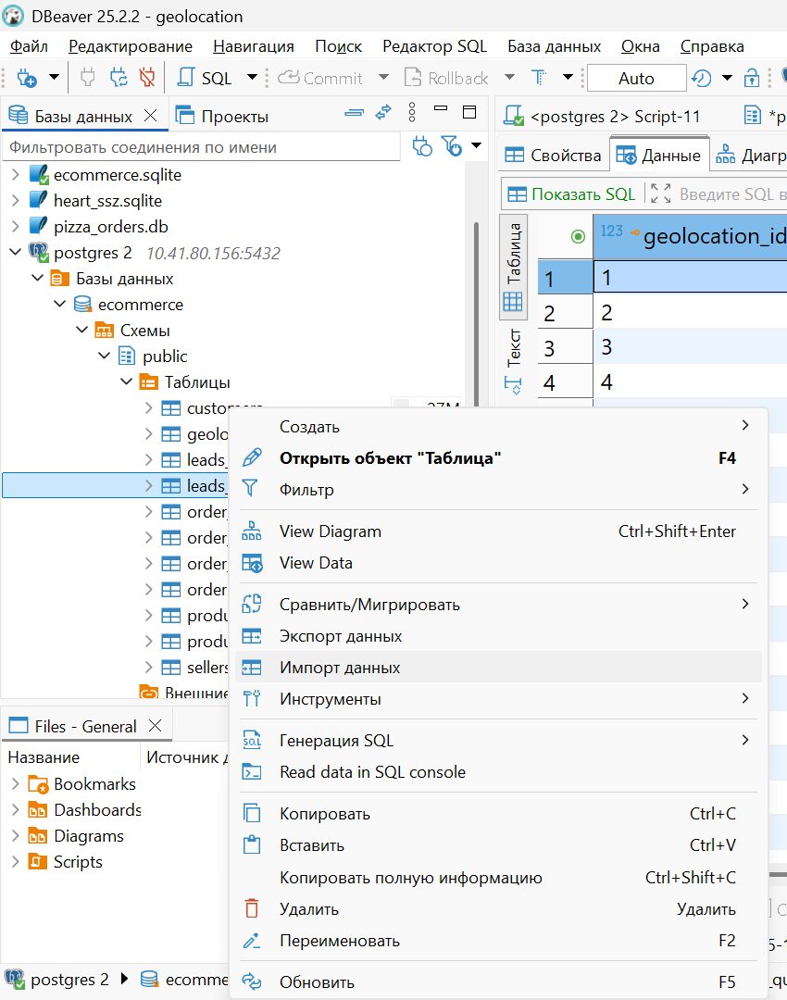 DBeaver 25.2.2 - geolocation
Файл Редактирование Навигация Поиск Редактор SQL База данных Окна Справка
SQL Commit Rollback Auto
Базы данных Проекты
<postgres 2> Script-11
Фильтровать соединения по имени
Свойства Данные
Показать SQL Введите SQL
ecommerce.sqlite
heart_ssz.sqlite
pizza_orders.db
postgres 2 10.41.80.156:5432
Базы данных
ecommerce
Схемы
public
Таблицы
customers
geolo
leads_
leads_
order_
order_
order_
order
produ
produ
sellers
Внешние
Таблица
Текст
123 geolocation_id
1 1
2 2
3 3
4 4
Создать
Открыть объект "Таблица" F4
Фильтр
View Diagram Ctrl+Shift+Enter
View Data
Сравнить/Мигрировать
Экспорт данных
Импорт данных
Инструменты
Генерация SQL
Read data in SQL console
Копировать Ctrl+C
Вставить Ctrl+V
Копировать полную информацию Ctrl+Shift+C
Удалить Удалить
Переименовать F2
Обновить F5
Files - General
Название Источник
Bookmarks
Dashboards
Diagrams
Scripts
postgres 2 ecomme